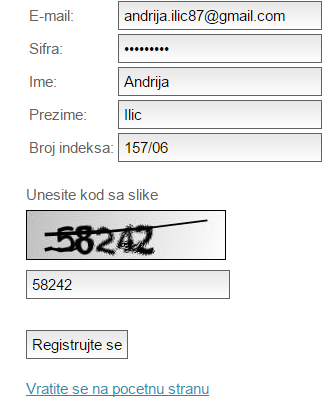 E-mail: andrija.ilic87@gmail.com
Sifra: •••••••••
Ime: Andrija
Prezime: Ilic
Broj indeksa: 157/06
Unesite kod sa slike
58242
58242
Registrujte se
Vratite se na pocetnu stranu